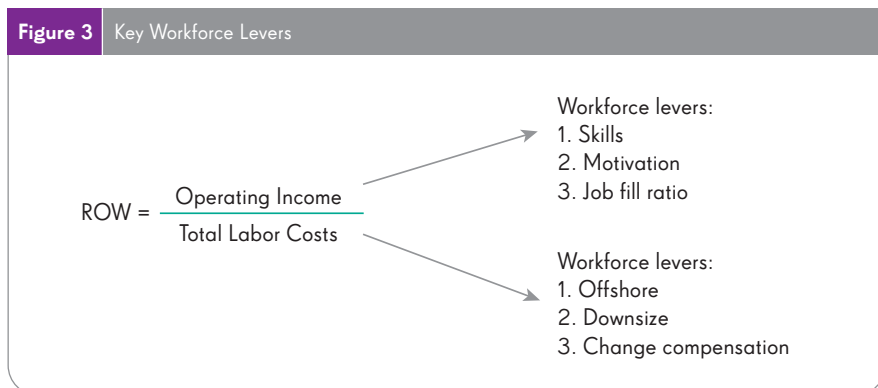 Figure 3 Key Workforce Levers
Workforce levers:
1. Skills
2. Motivation
3. Job fill ratio
ROW = Operating Income
Total Labor Costs
Workforce levers:
1. Offshore
2. Downsize
3. Change compensation